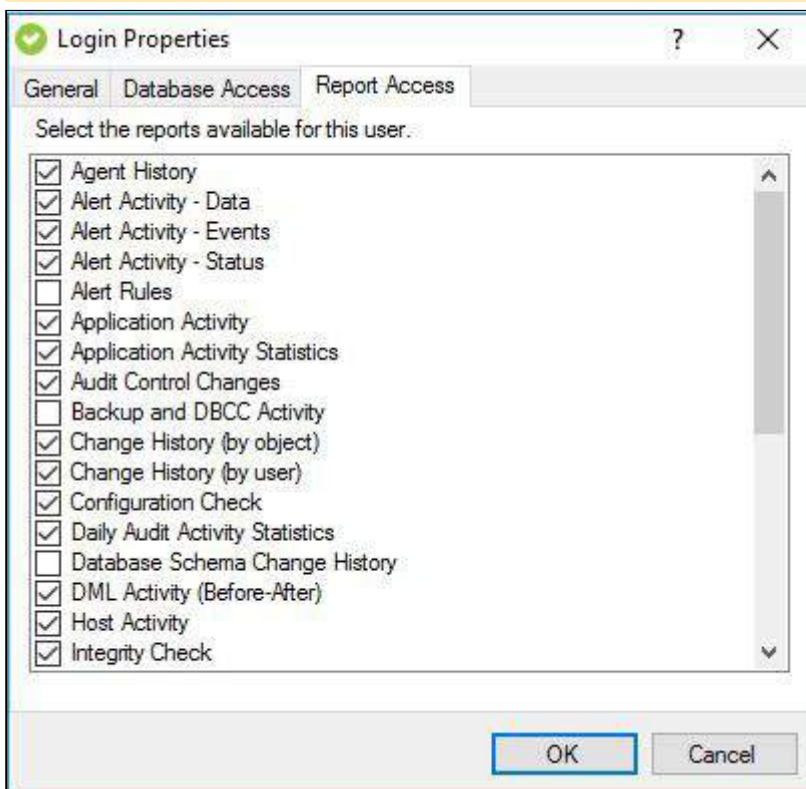 Login Properties
?
General Database Access Report Access
Select the reports available for this user.
Agent History
Alert Activity - Data
Alert Activity - Events
Alert Activity - Status
Alert Rules
Application Activity
Application Activity Statistics
Audit Control Changes
Backup and DBCC Activity
Change History (by object)
Change History (by user)
Configuration Check
Daily Audit Activity Statistics
Database Schema Change History
DML Activity (Before-After)
Host Activity
Integrity Check
OK Cancel